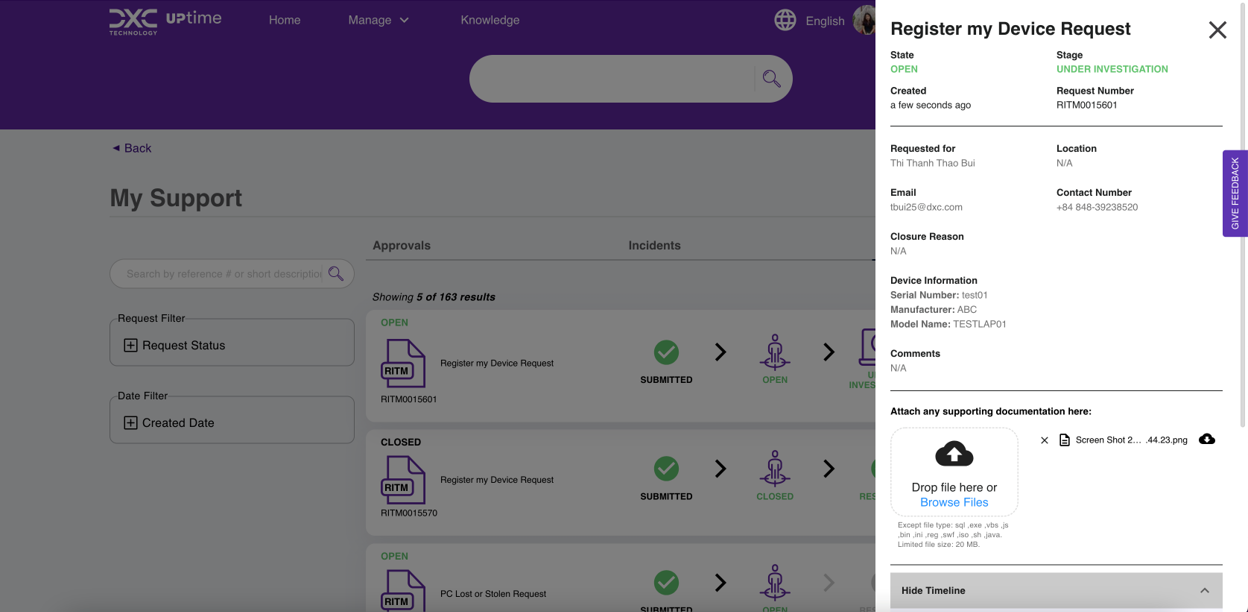 DXC TECHNOLOGY UPtime
Home
Manage
Knowledge
English
Back
My Support
Search by reference # or short descriptio
Request Filter
Request Status
Date Filter
Created Date
Approvals
Incidents
Showing 5 of 163 results
OPEN
RITM
Register my Device Request
RITM0015601
SUBMITTED
OPEN
U
INVES
CLOSED
RITM
Register my Device Request
RITM0015570
SUBMITTED
CLOSED
RES
OPEN
RITM
PC Lost or Stolen Request
SUBMITTED
OPEN
Register my Device Request
State
Stage
OPEN
UNDER INVESTIGATION
Created
Request Number
a few seconds ago
RITM0015601
Requested for
Location
Thi Thanh Thao Bui
N/A
Email
Contact Number
tbui25@dxc.com
+84 848-39238520
Closure Reason
N/A
Device Information
Serial Number: test01
Manufacturer: ABC
Model Name: TESTLAP01
Comments
N/A
Attach any supporting documentation here:
Drop file here or
Browse Files
Screen Shot 2... .44.23.png
Except file type: sql ,exe ,vbs ,js
,bin ,ini ,reg ,swf ,iso ,sh ,java.
Limited file size: 20 MB.
Hide Timeline
GIVE FEEDBACK